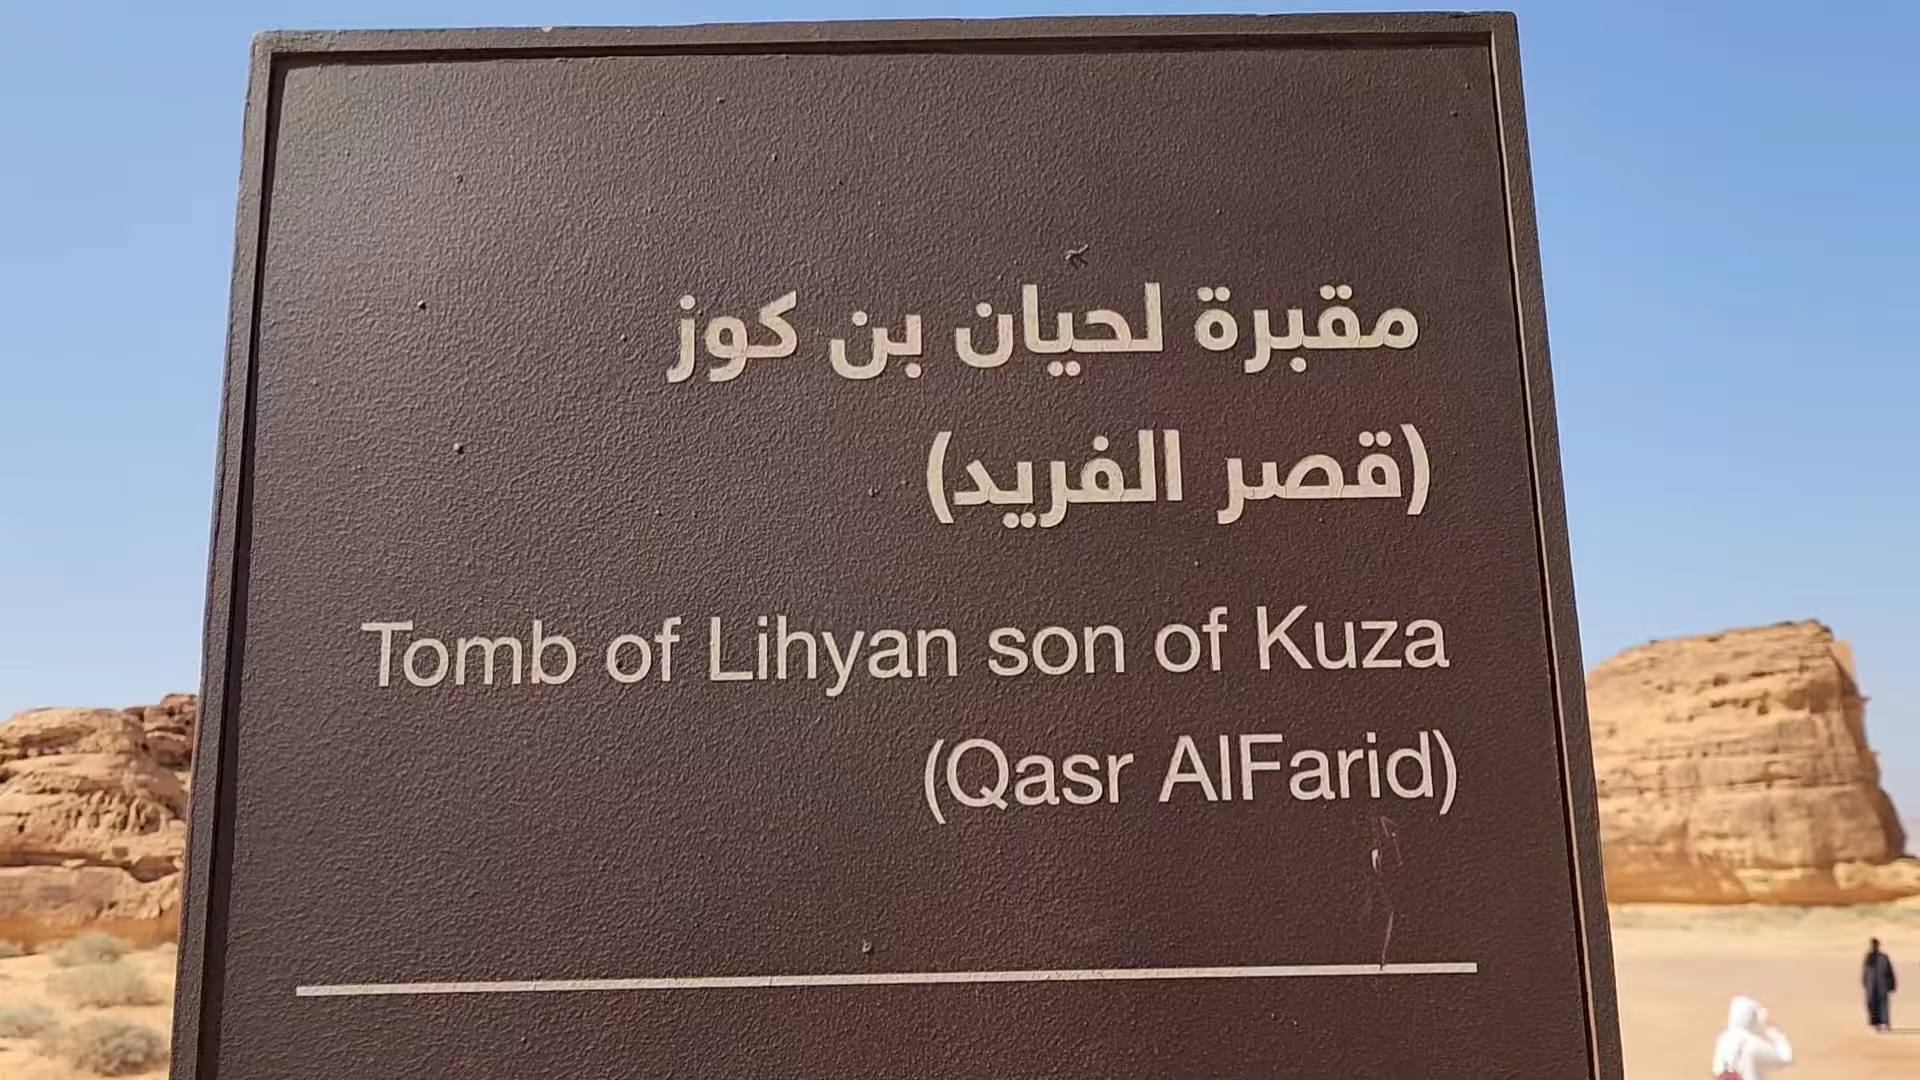 مقبرة لحيان بن كوز
(قصر الفريد)
Tomb of Lihyan son of Kuza
(Qasr AlFarid)